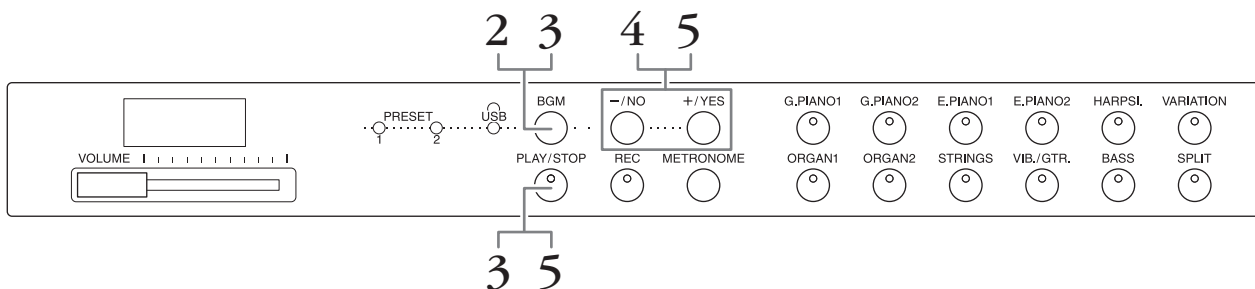 2 3 4 5
BGM −/NO +/YES G.PIANO1 G.PIANO2 E.PIANO1 E.PIANO2 HARPSI. VARIATION
PRESET USB
1 2
VOLUME PLAY/STOP REC METRONOME ORGAN1 ORGAN2 STRINGS VIB./GTR. BASS SPLIT
3 5